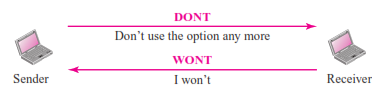 DONT
Don't use the option any more
WONT
I won't
Sender
Receiver